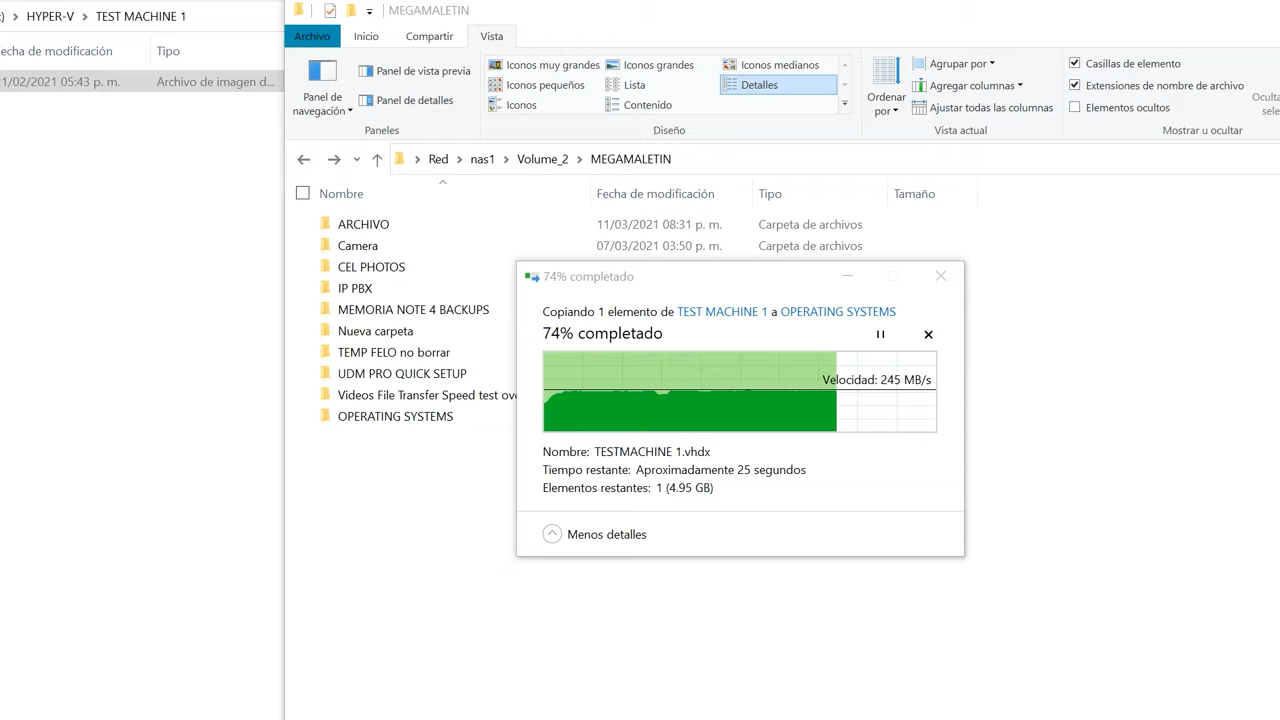 HYPER-V > TEST MACHINE 1
MEGAMALETIN
Archivo Inicio Compartir Vista
echa de modificación Tipo
1/02/2021 05:43 p. m. Archivo de imagen d...
Panel de navegación
Panel de vista previa
Panel de detalles
Paneles
Iconos muy grandes Iconos grandes Iconos medianos
Iconos pequeños Lista Detalles
Iconos Contenido
Diseño
Ordenar por
Agrupar por
Agregar columnas
Ajustar todas las columnas
Vista actual
Casillas de elemento
Extensiones de nombre de archivo
Elementos ocultos
Oculta
sele
Mostrar u ocultar
> Red > nas1 > Volume_2 > MEGAMALETIN
Nombre Fecha de modificación Tipo Tamaño
ARCHIVO 11/03/2021 08:31 p. m. Carpeta de archivos
Camera 07/03/2021 03:50 p. m. Carpeta de archivos
CEL PHOTOS
IP PBX
MEMORIA NOTE 4 BACKUPS
Nueva carpeta
TEMP FELO no borrar
UDM PRO QUICK SETUP
Videos File Transfer Speed test ov
OPERATING SYSTEMS
74% completado
Copiando 1 elemento de TEST MACHINE 1 a OPERATING SYSTEMS
74% completado
Velocidad: 245 MB/s
Nombre: TESTMACHINE 1.vhdx
Tiempo restante: Aproximadamente 25 segundos
Elementos restantes: 1 (4.95 GB)
Menos detalles